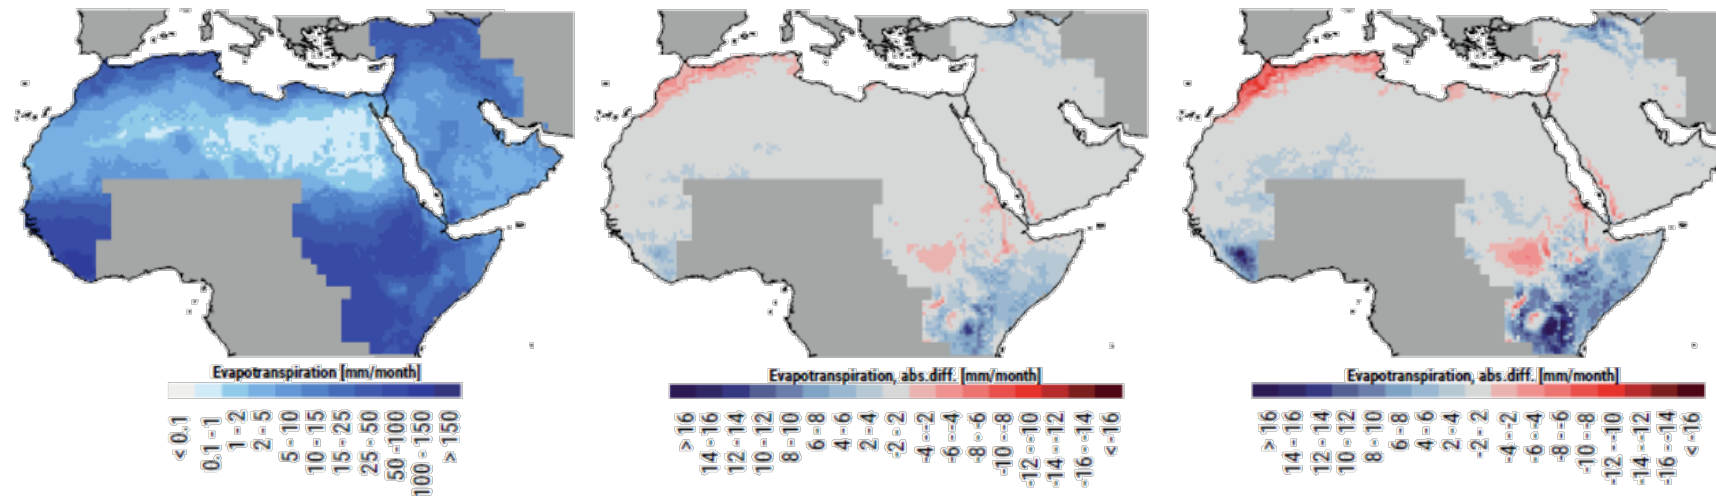 Evapotranspiration [mm/month]
< 0.1
0.1 - 1
1 - 2
2 - 5
5 - 10
10 - 15
15 - 25
25 - 50
50 - 100
100 - 150
> 150
Evapotranspiration, abs.diff. [mm/month]
> 16
14 - 16
12 - 14
10 - 12
8 - 10
6 - 8
4 - 6
2 - 4
-2 - 2
-4 - -2
-6 - -4
-8 - -6
-10 - -8
-12 - -10
-14 - -12
-16 - -14
< -16
Evapotranspiration, abs.diff. [mm/month]
> 16
14 - 16
12 - 14
10 - 12
8 - 10
6 - 8
4 - 6
2 - 4
-2 - 2
-4 - -2
-6 - -4
-8 - -6
-10 - -8
-12 - -10
-14 - -12
-16 - -14
< -16